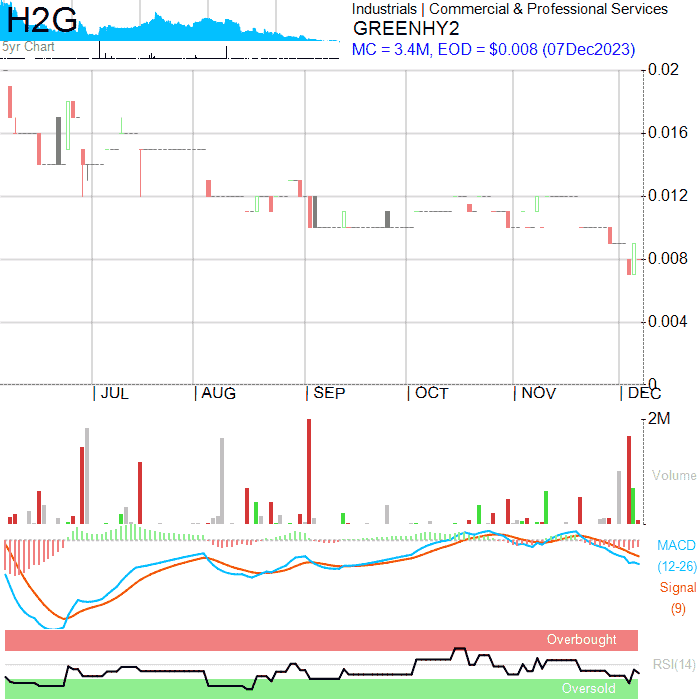 H2G
5yr Chart
Industrials | Commercial & Professional Services
GREENHY2
MC = 3.4M, EOD = $0.008 (07Dec2023)
0.02
0.016
0.012
0.008
0.004
0
JUL AUG SEP OCT NOV DEC
2M
Volume
MACD
(12-26)
Signal
(9)
Overbought
RSI(14)
Oversold